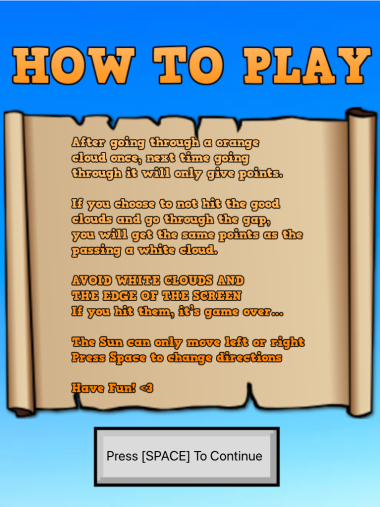 HOW TO PLAY
After going through a orange
cloud once, next time going
through it will only give points.
If you choose to not hit the good
clouds and go through the gap,
you will get the same points as the
passing a white cloud.
AVOID WHITE CLOUDS AND
THE EDGE OF THE SCREEN
If you hit them, it's game over...
The Sun can only move left or right
Press Space to change directions
Have Fun! <3
Press [SPACE] To Continue